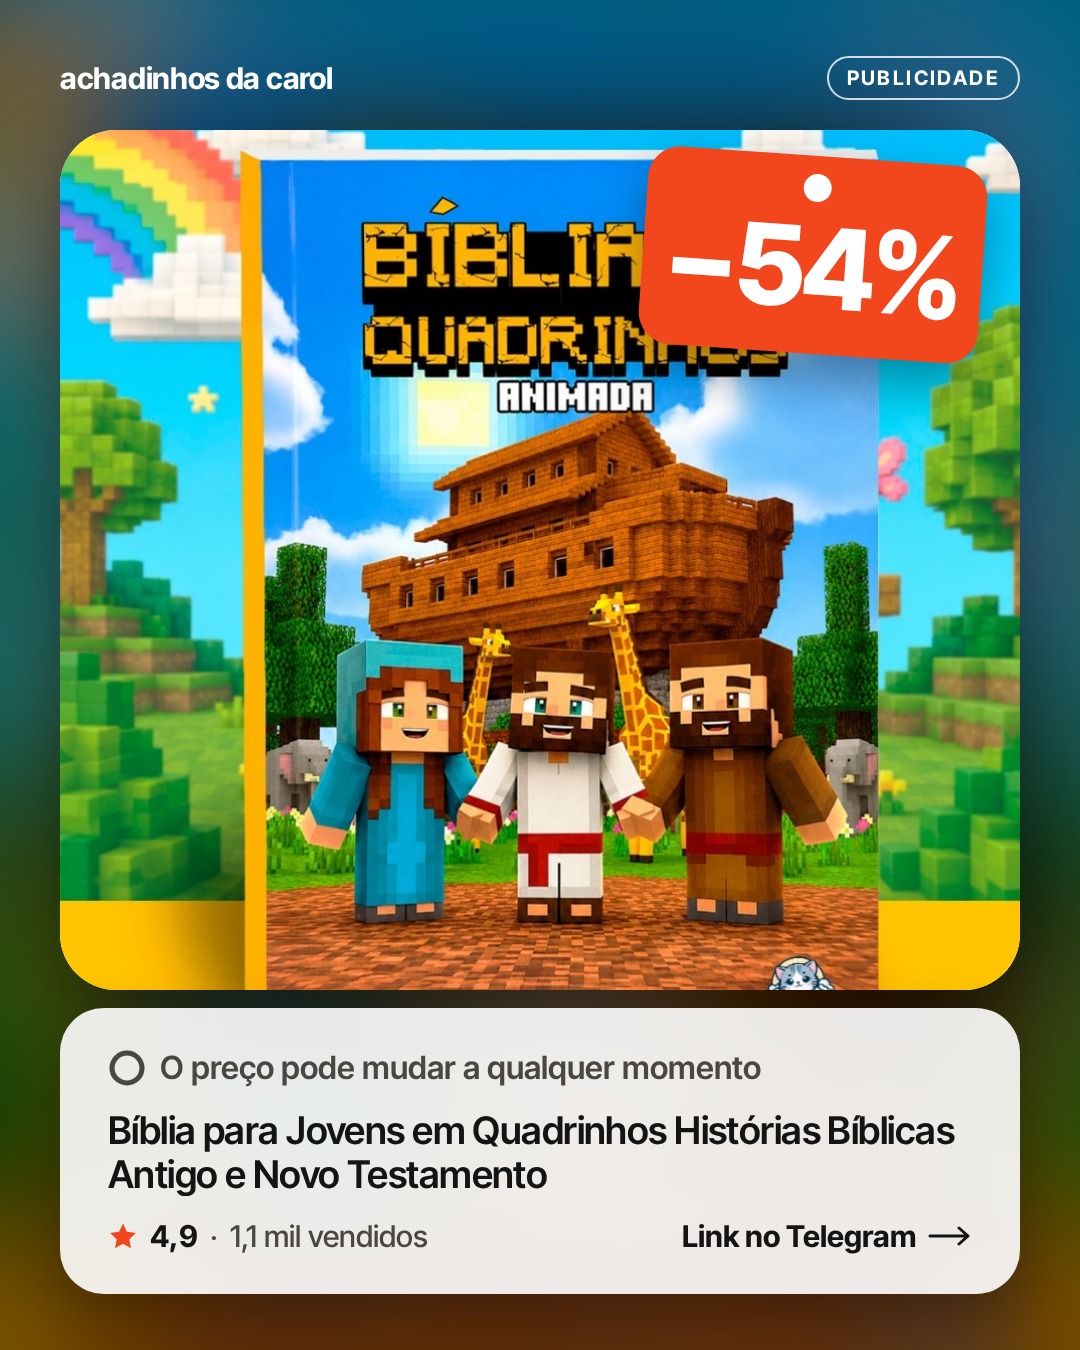 achadinhos da carol
PUBLICIDADE
-54%
BÍBLIA
ANIMADA
O preço pode mudar a qualquer momento
Bíblia para Jovens em Quadrinhos Histórias Bíblicas
Antigo e Novo Testamento
4,9 · 1,1 mil vendidos
Link no Telegram →